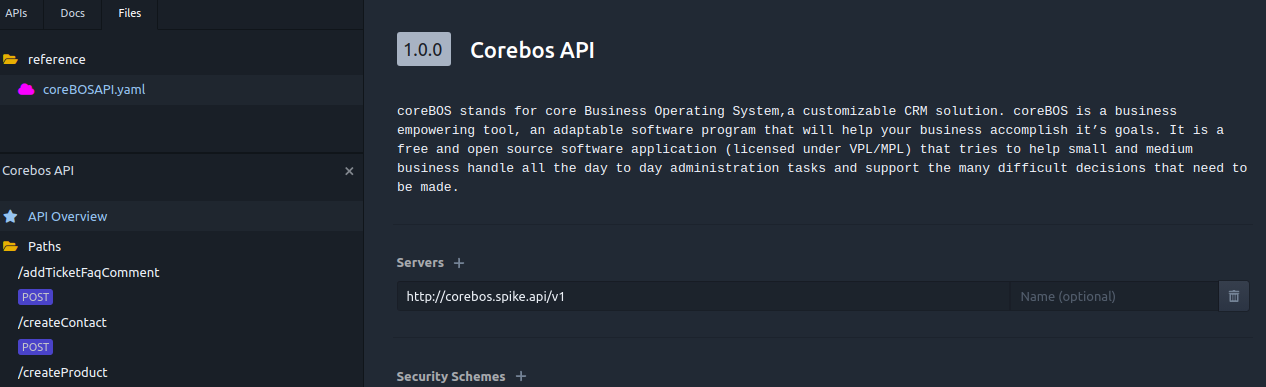 APIs Docs Files
reference
coreBOSAPI.yaml
Corebos API
API Overview
Paths
/addTicketFaqComment
POST
/createContact
POST
/createProduct
1.0.0 Corebos API
coreBOS stands for core Business Operating System,a customizable CRM solution. coreBOS is a business
empowering tool, an adaptable software program that will help your business accomplish it’s goals. It is a
free and open source software application (licensed under VPL/MPL) that tries to help small and medium
business handle all the day to day administration tasks and support the many difficult decisions that need to
be made.
Servers
http://corebos.spike.api/v1 Name (optional)
Security Schemes